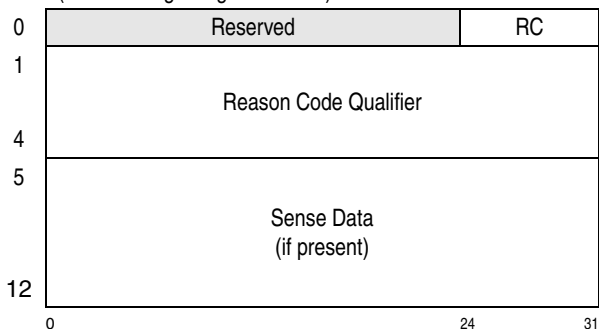 0 Reserved RC
1
Reason Code Qualifier
4
5
Sense Data
(if present)
12
0 24 31